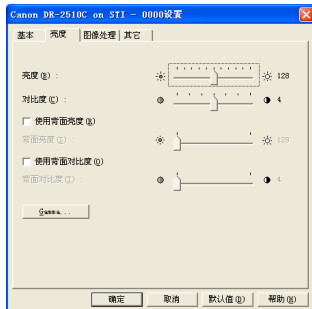 Canon DR-2510C on STI - 0000设置
基本 亮度 图像处理 其它
亮度(B) : 128
对比度(C) : 4
使用背面亮度(R)
背面亮度(I) : 128
使用背面对比度(O)
背面对比度(T) : 4
Gamma...
确定 取消 默认值(D) 帮助(H)